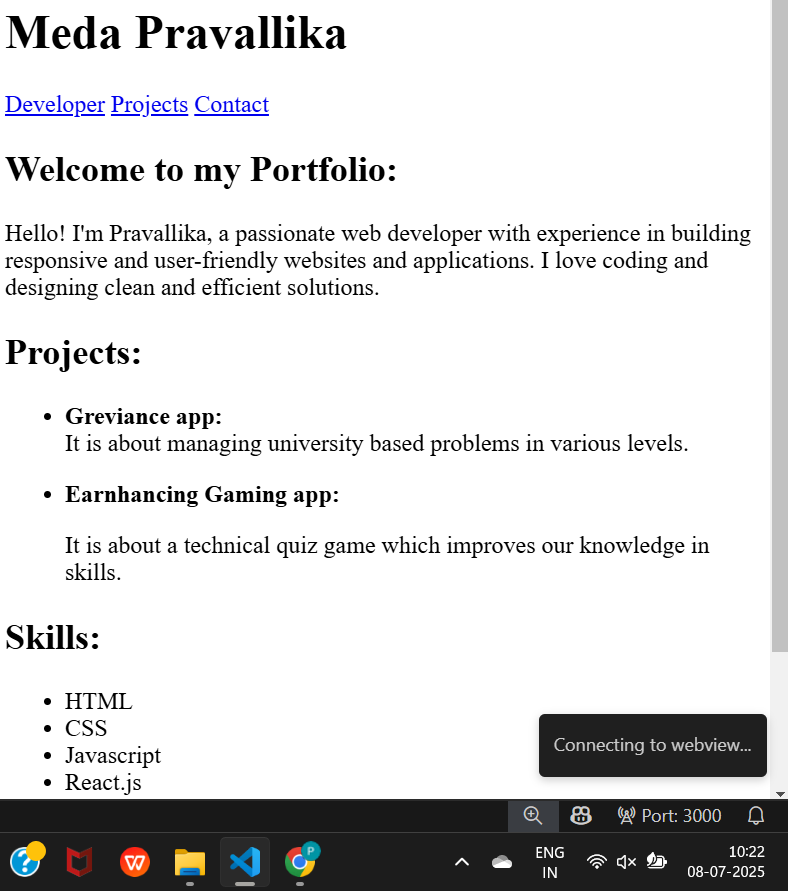 Meda Pravallika
Developer Projects Contact
Welcome to my Portfolio:
Hello! I'm Pravallika, a passionate web developer with experience in building
responsive and user-friendly websites and applications. I love coding and
designing clean and efficient solutions.
Projects:
Greviance app:
It is about managing university based problems in various levels.
Earnhancing Gaming app:
It is about a technical quiz game which improves our knowledge in
skills.
Skills:
HTML
CSS
Javascript
React.js
Connecting to webview...
Port: 3000
ENG
IN
10:22
08-07-2025
P
W
?